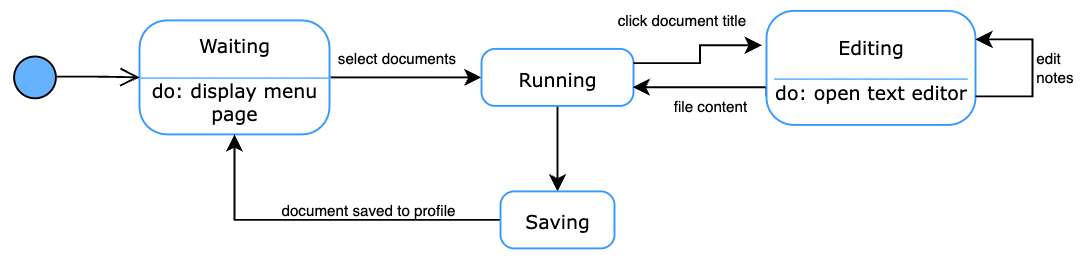 Waiting
do: display menu
page
select documents
Running
click document title
file content
Editing
do: open text editor
edit
notes
document saved to profile
Saving